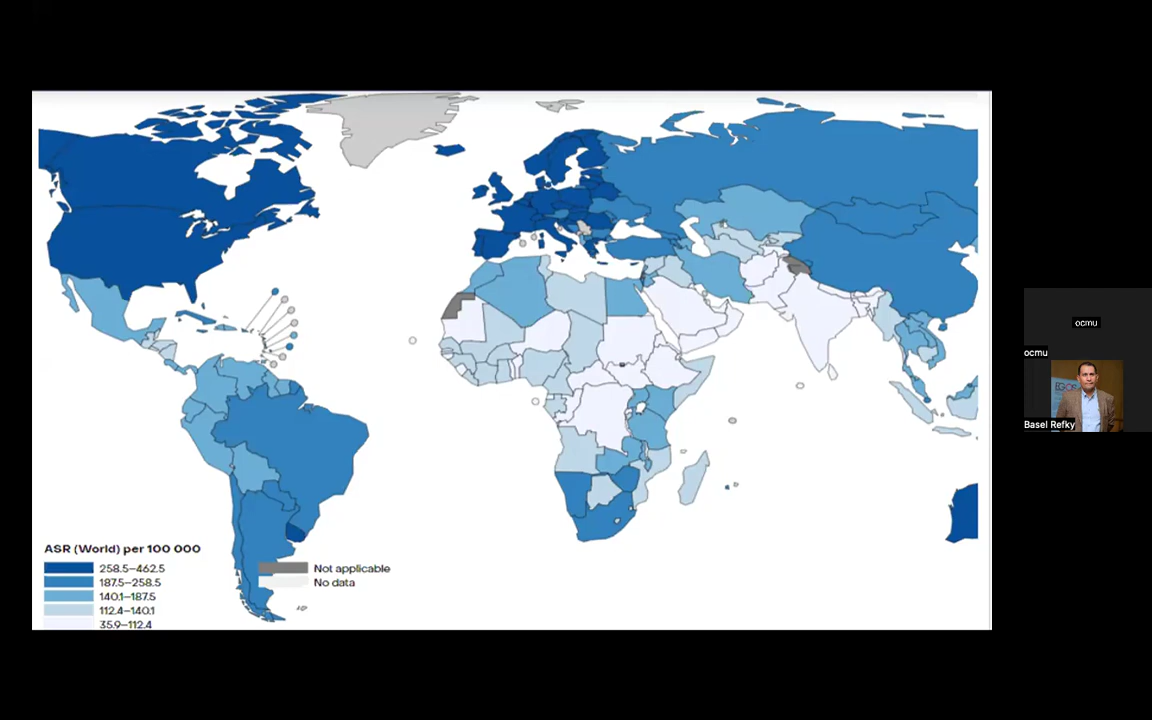 ASR (World) per 100 000
258.5–462.5
187.5–258.5
140.1–187.5
112.4–140.1
35.9–112.4
Not applicable
No data
ocmu
ocmu
Basel Refky